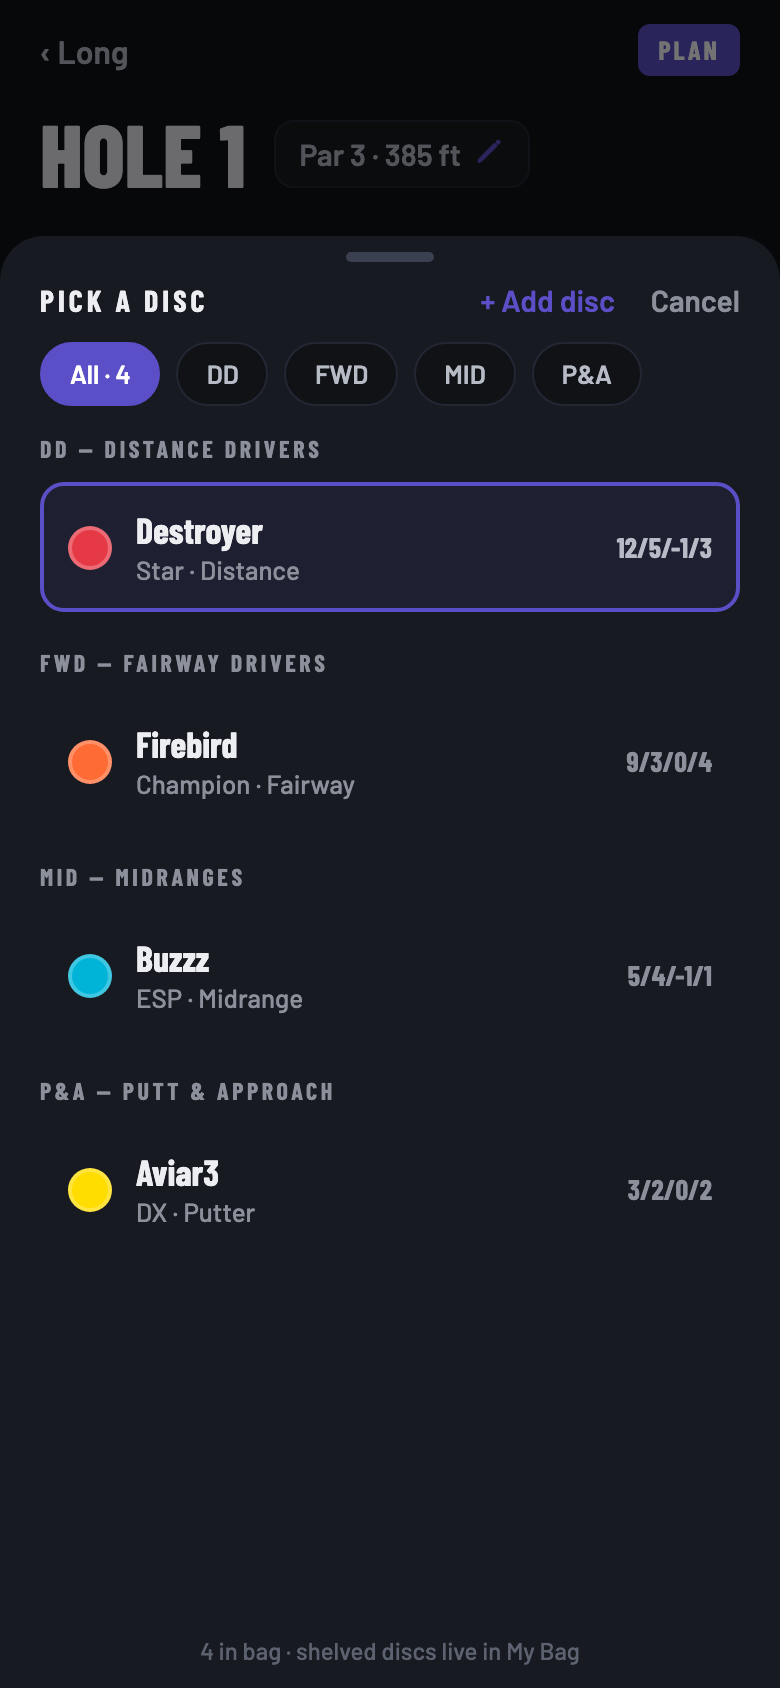 ‹ Long
PLAN
HOLE 1
Par 3 · 385 ft
PICK A DISC
+ Add disc
Cancel
All · 4
DD
FWD
MID
P&A
DD — DISTANCE DRIVERS
Destroyer
12/5/-1/3
Star · Distance
FWD — FAIRWAY DRIVERS
Firebird
9/3/0/4
Champion · Fairway
MID — MIDRANGES
Buzzz
5/4/-1/1
ESP · Midrange
P&A — PUTT & APPROACH
Aviar3
3/2/0/2
DX · Putter
4 in bag · shelved discs live in My Bag